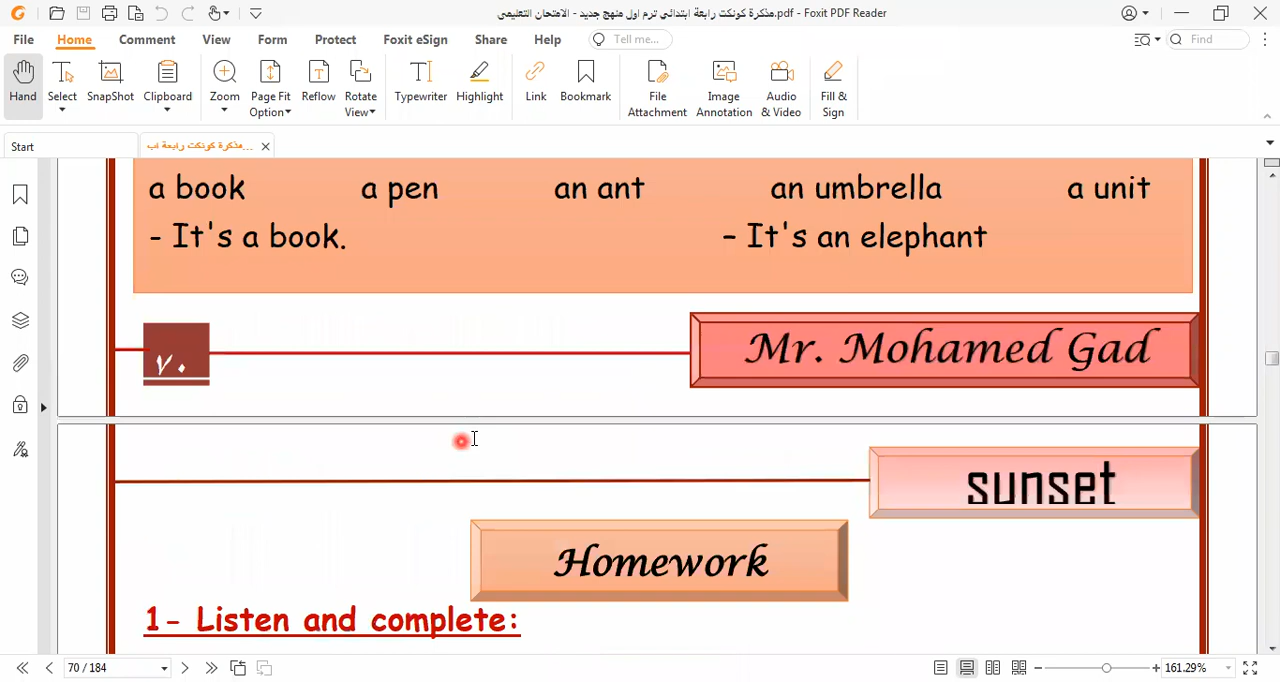 مذكرة كونكت رابعة ابتدائي ترم اول منهج جديد - الامتحان التعليمي.pdf - Foxit PDF Reader
File Home Comment View Form Protect Foxit eSign Share Help Tell me... Find
Hand Select SnapShot Clipboard Zoom Page Fit Option Reflow Rotate View Typewriter Highlight Link Bookmark File Attachment Image Annotation Audio & Video Fill & Sign
Start مذكرة كونكت رابعة اب...
a book a pen an ant an umbrella a unit
- It's a book. – It's an elephant
٧٠ Mr. Mohamed Gad
sunset
Homework
1- Listen and complete:
70 / 184 161.29%